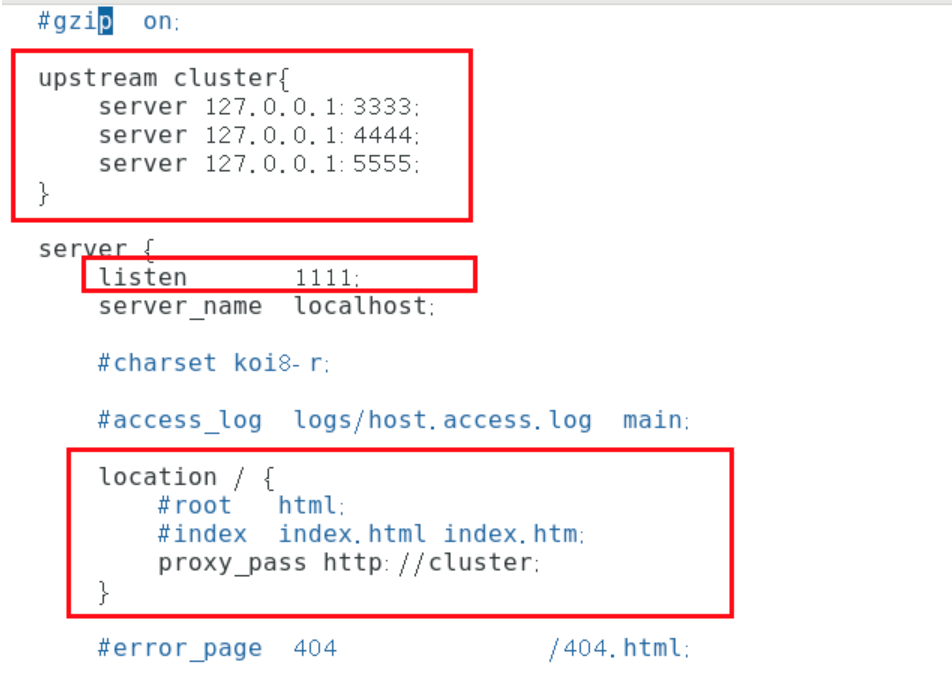 #gzip  on;
upstream cluster{
    server 127.0.0.1:3333;
    server 127.0.0.1:4444;
    server 127.0.0.1:5555;
}
server {
    listen       1111;
    server_name  localhost;
    #charset koi8-r;
    #access_log  logs/host.access.log  main;
    location / {
        #root   html;
        #index  index.html index.htm;
        proxy_pass http://cluster;
    }
    #error_page  404              /404.html;